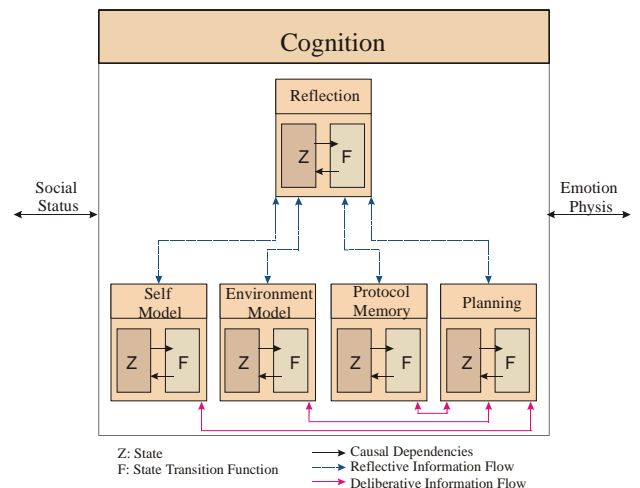 Cognition
Reflection
Z F
Social
Status
Emotion
Physis
Self
Model
Environment
Model
Protocol
Memory
Planning
Z F
Z F
Z F
Z F
Z: State
F: State Transition Function
Causal Dependencies
Reflective Information Flow
Deliberative Information Flow